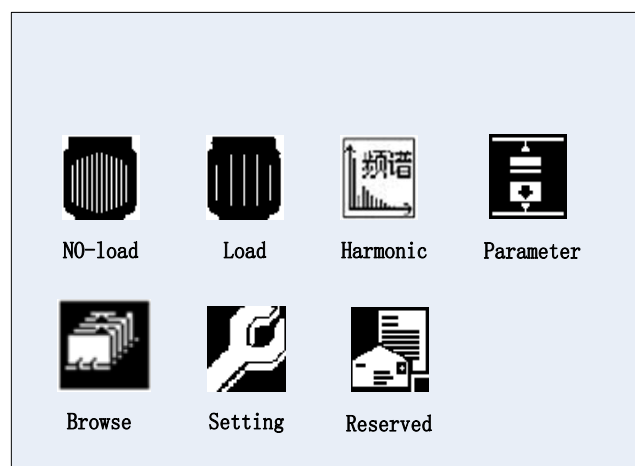 频谱
NO-load Load Harmonic Parameter
Browse Setting Reserved